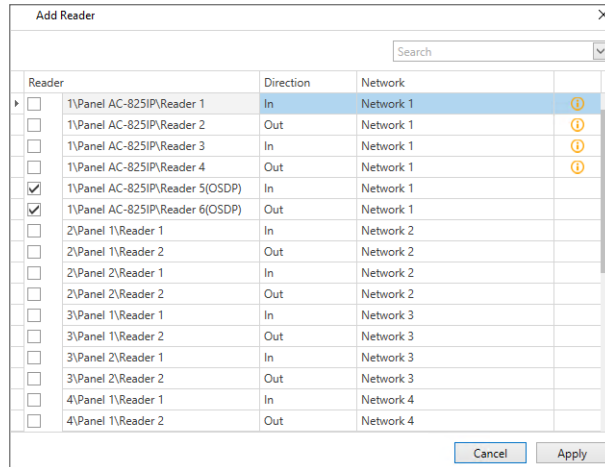 Add Reader
Search
Reader Direction Network
1\Panel AC-825IP\Reader 1 In Network 1
1\Panel AC-825IP\Reader 2 Out Network 1
1\Panel AC-825IP\Reader 3 In Network 1
1\Panel AC-825IP\Reader 4 Out Network 1
1\Panel AC-825IP\Reader 5(OSDP) In Network 1
1\Panel AC-825IP\Reader 6(OSDP) Out Network 1
2\Panel 1\Reader 1 In Network 2
2\Panel 1\Reader 2 Out Network 2
2\Panel 2\Reader 1 In Network 2
2\Panel 2\Reader 2 Out Network 2
3\Panel 1\Reader 1 In Network 3
3\Panel 1\Reader 2 Out Network 3
3\Panel 2\Reader 1 In Network 3
3\Panel 2\Reader 2 Out Network 3
4\Panel 1\Reader 1 In Network 4
4\Panel 1\Reader 2 Out Network 4
Cancel Apply